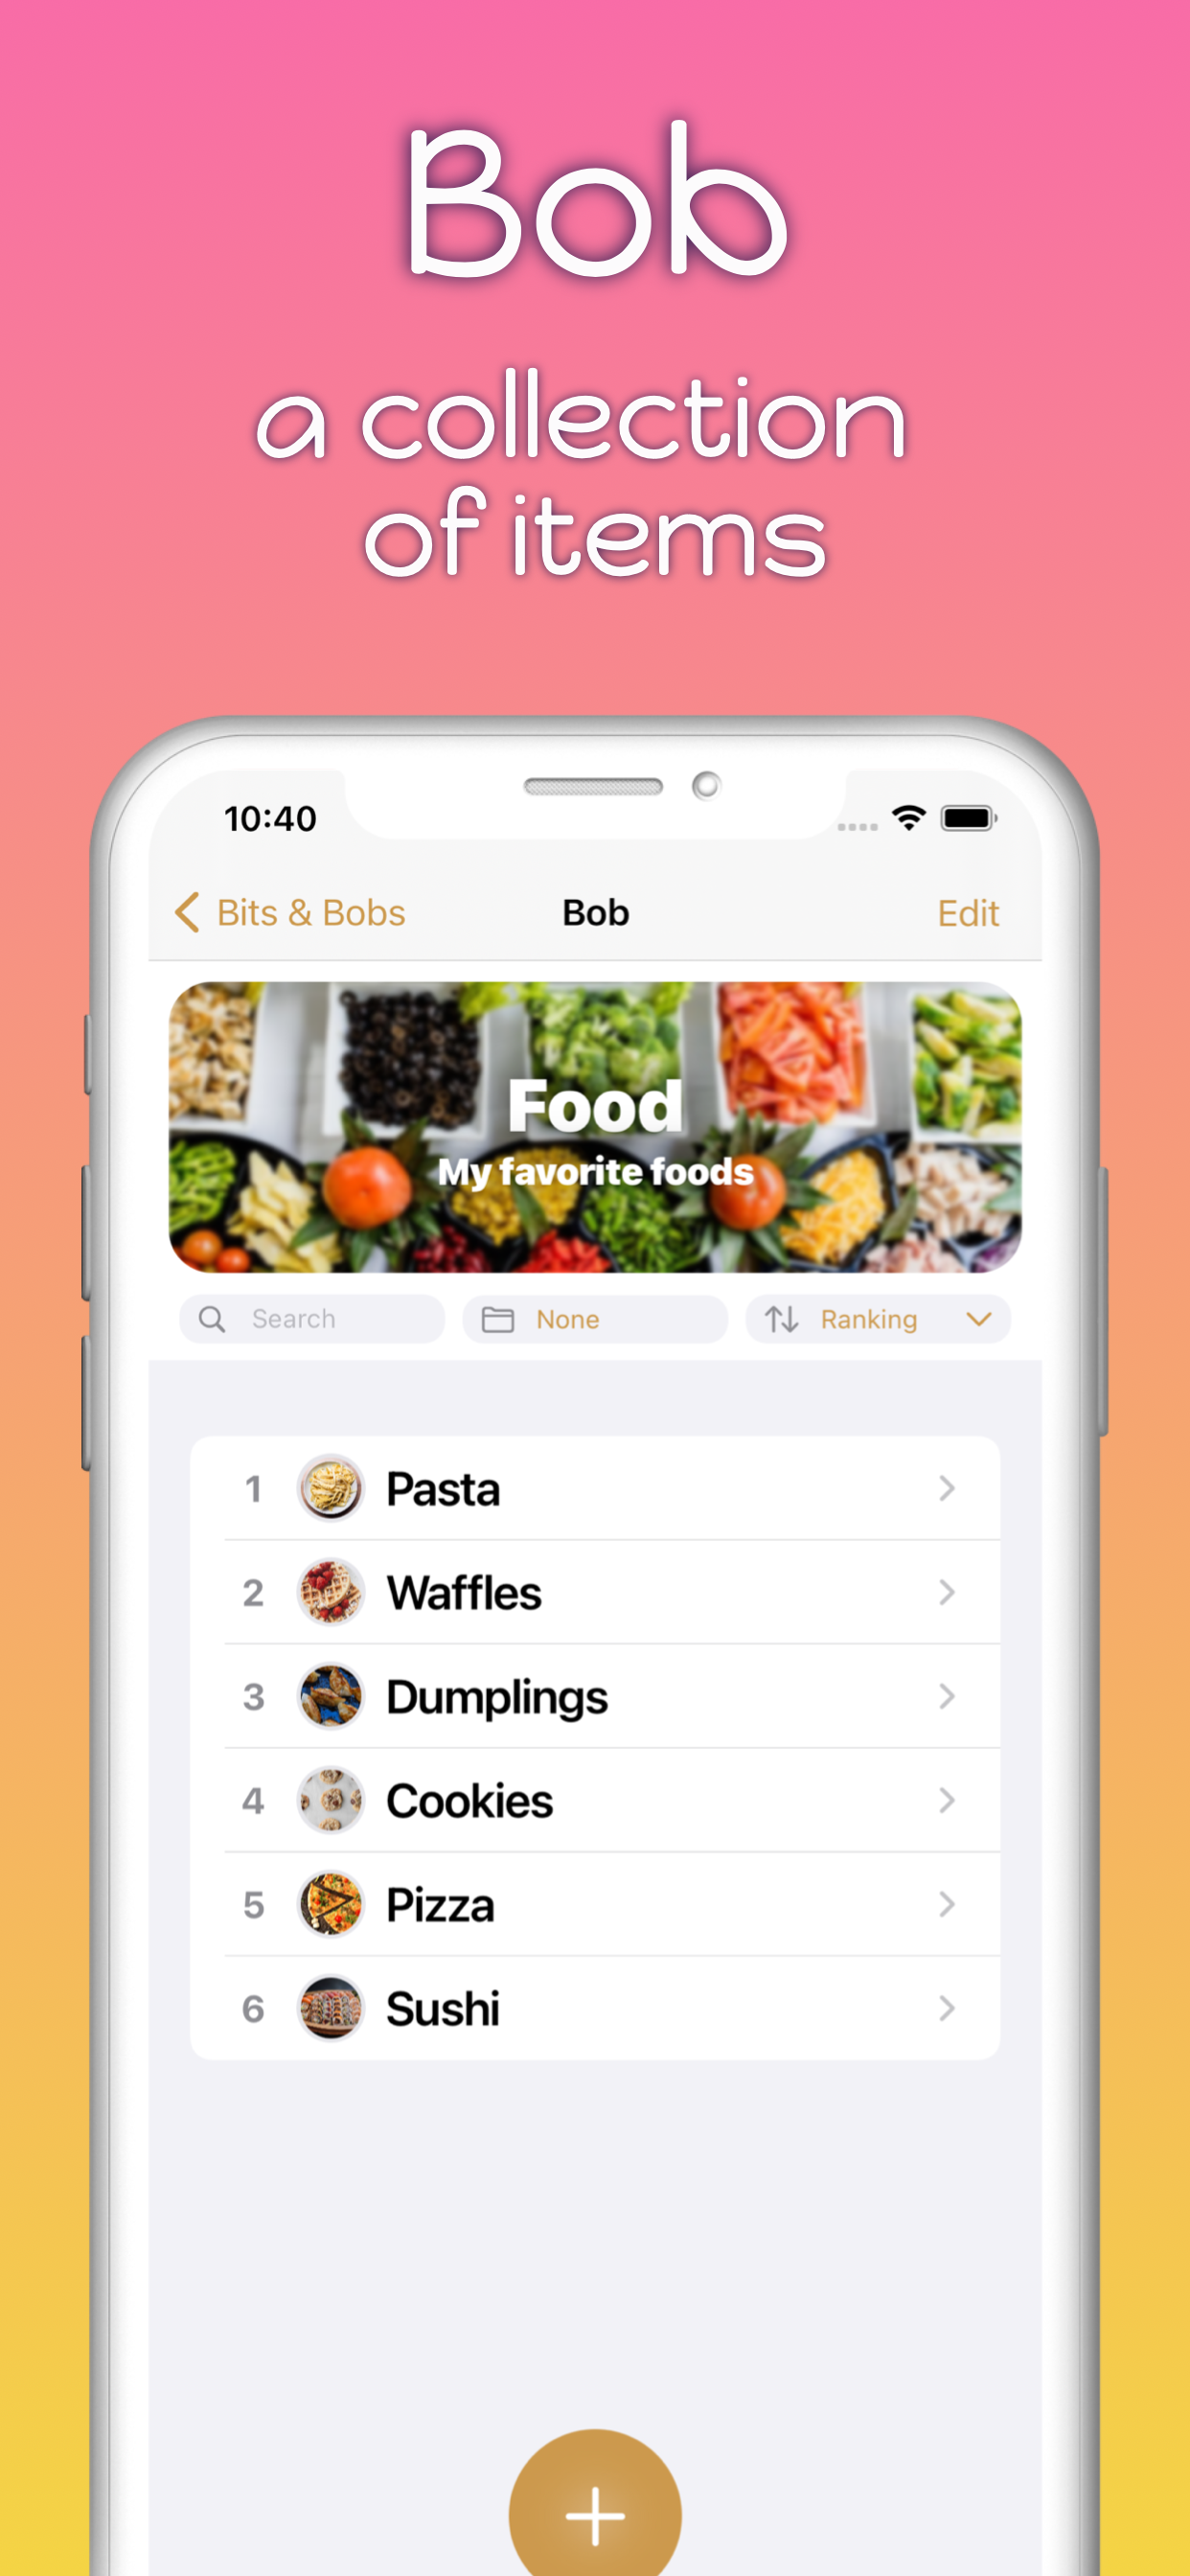 Bob
a collection
of items
10:40
Bits & Bobs
Bob
Edit
Food
My favorite foods
Search
None
Ranking
1 Pasta
2 Waffles
3 Dumplings
4 Cookies
5 Pizza
6 Sushi